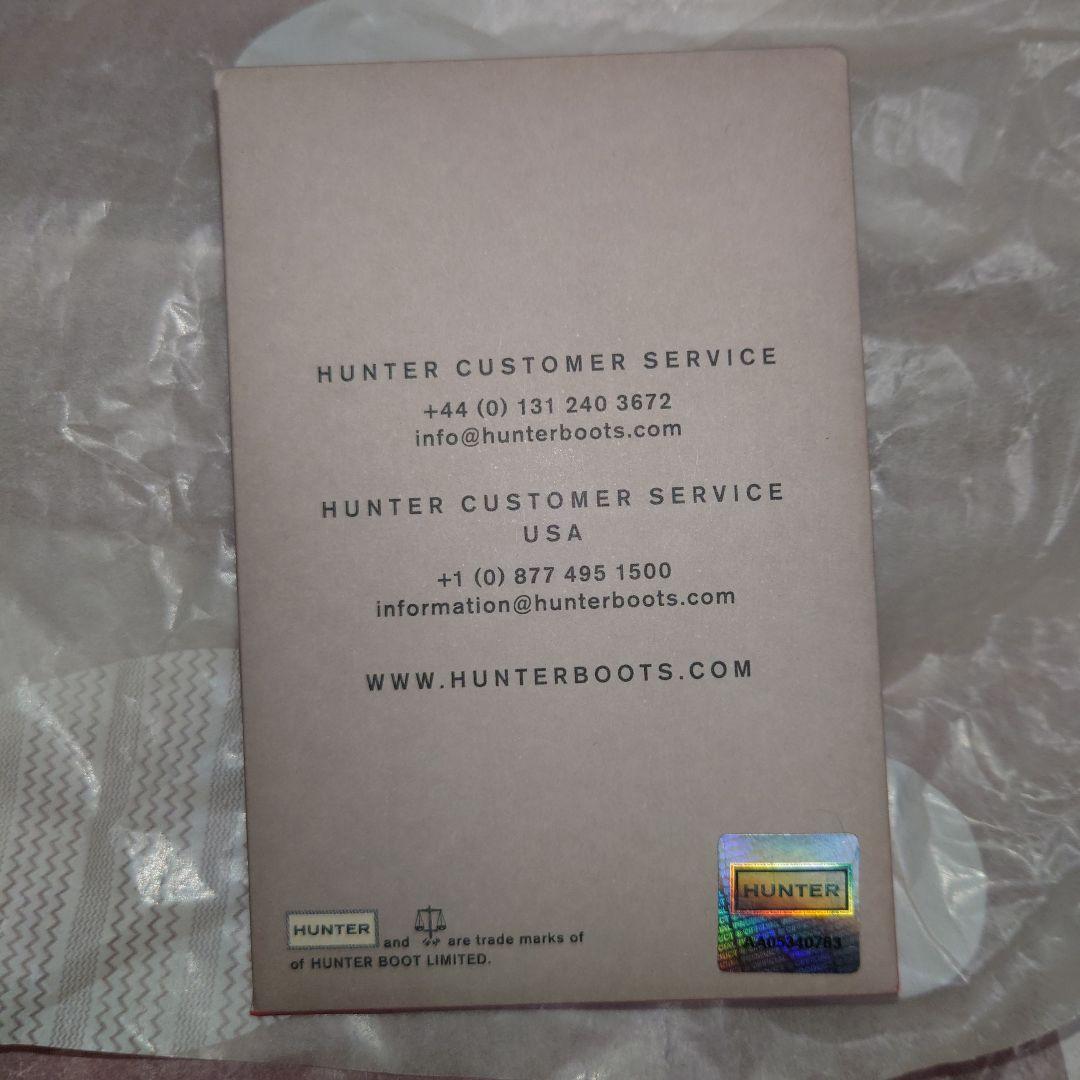 HUNTER CUSTOMER SERVICE
+44 (0) 131 240 3672
info@hunterboots.com
HUNTER CUSTOMER SERVICE
USA
+1 (0) 877 495 1500
information@hunterboots.com
WWW.HUNTERBOOTS.COM
HUNTER and are trade marks of
of HUNTER BOOT LIMITED.
HUNTER
AA05340763